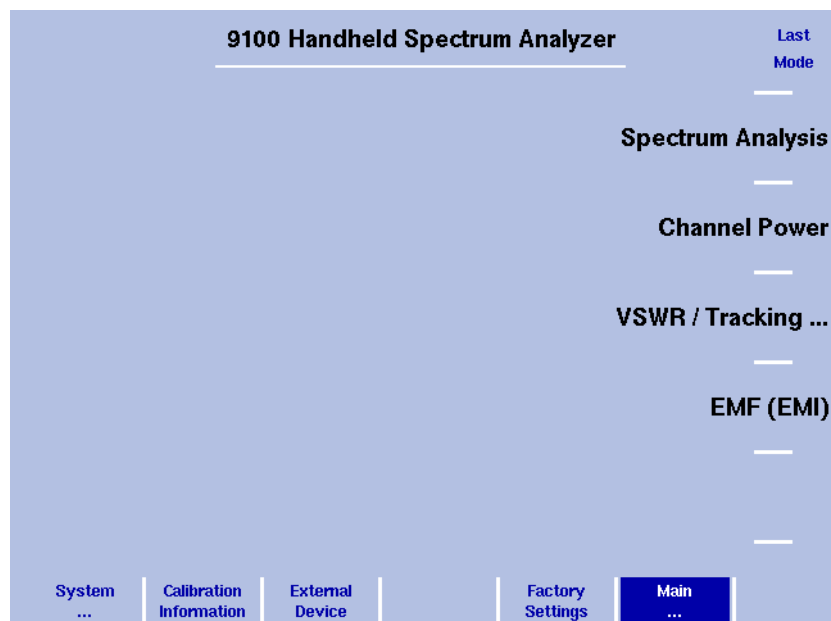 9100 Handheld Spectrum Analyzer
Last
Mode
Spectrum Analysis
Channel Power
VSWR / Tracking ...
EMF (EMI)
System
...
Calibration
Information
External
Device
Factory
Settings
Main
...